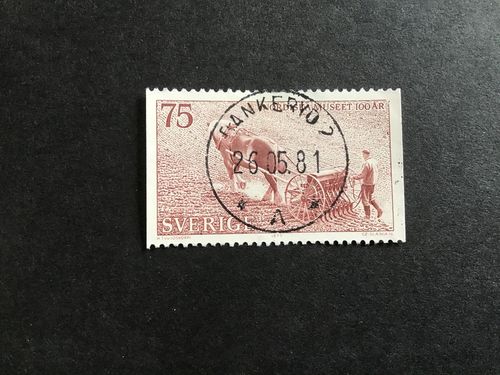 75 NORDISKA MUSEET 100 ÅR
BANKERYD 2
26.05.81
A
SVERIGE